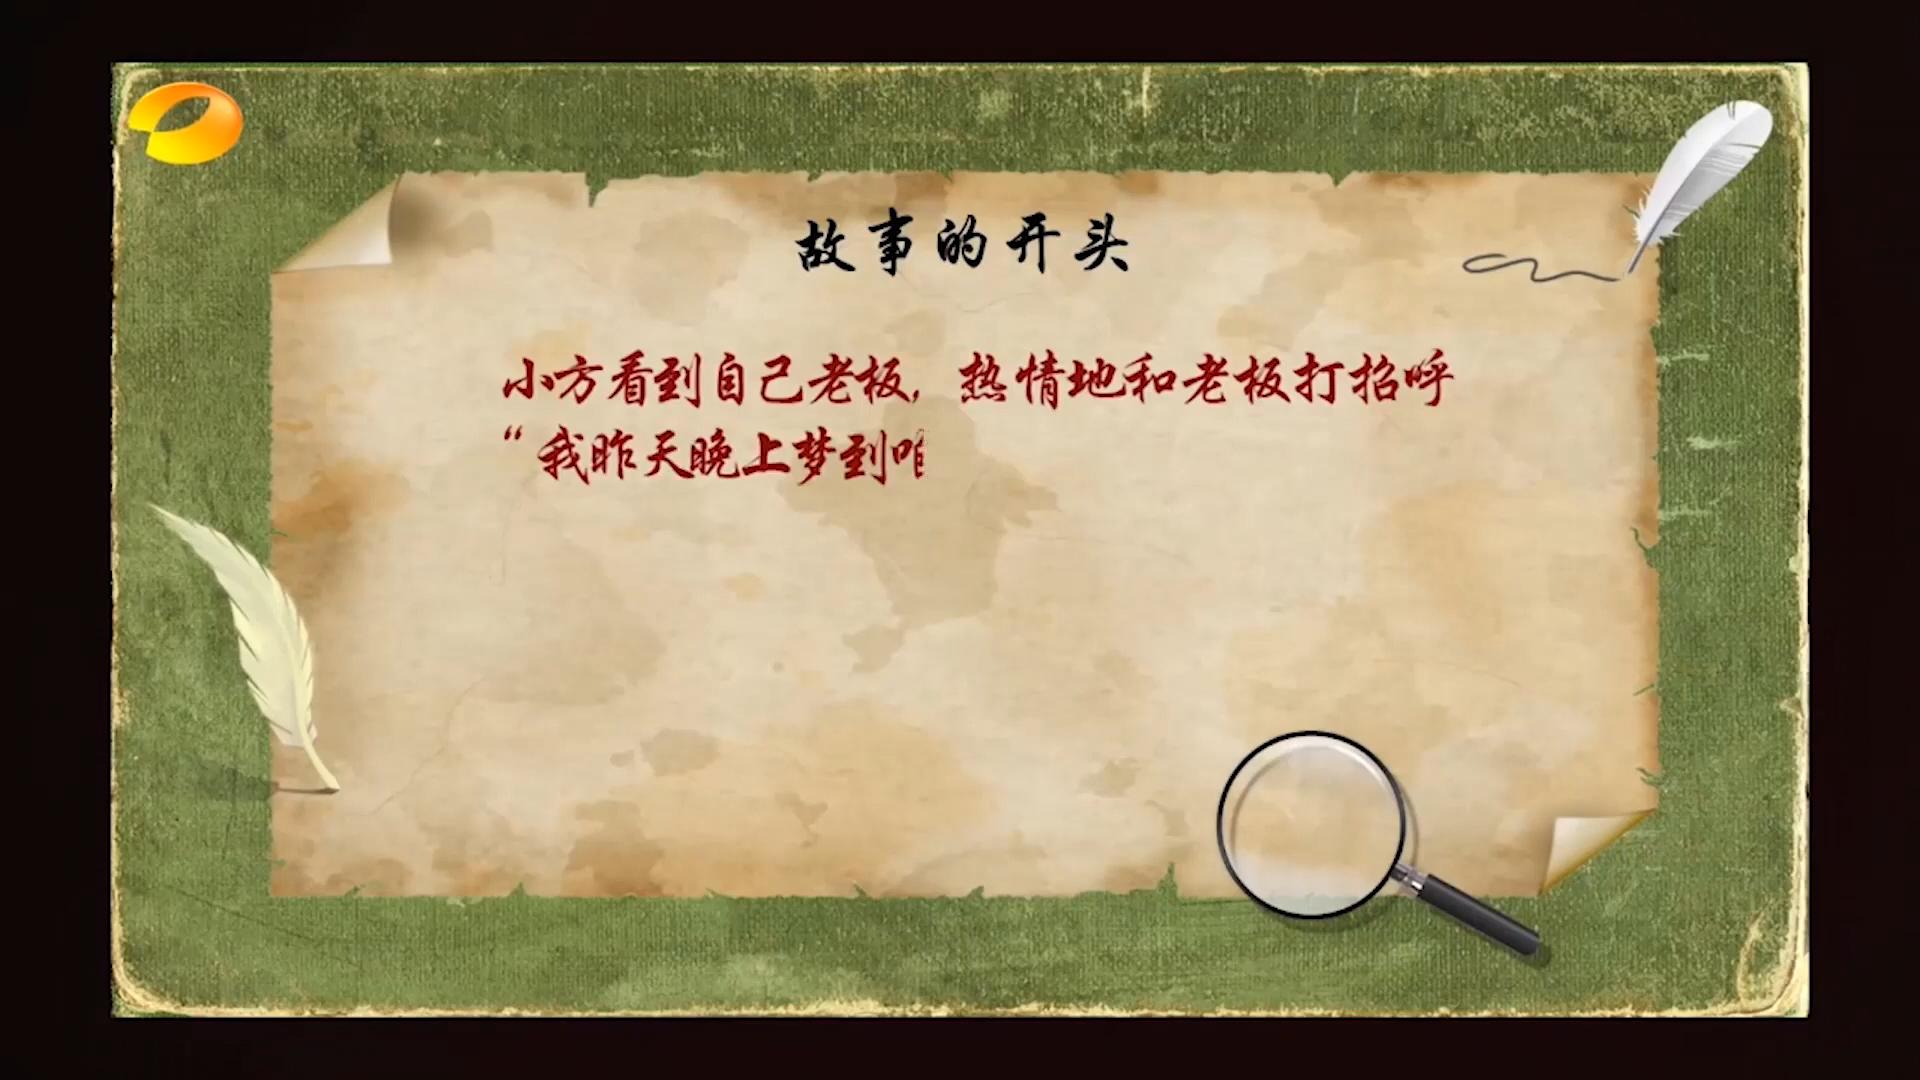 故事的开头
小方看到自己老板，热情地和老板打招呼
“我昨天晚上梦到